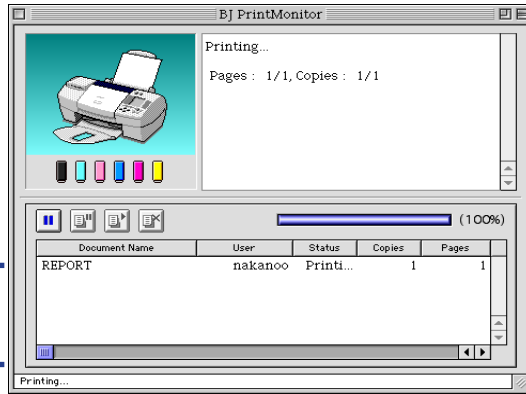 BJ PrintMonitor
Printing...
Pages : 1/1, Copies : 1/1
(100%)
Document Name User Status Copies Pages
REPORT nakanoo Printi... 1 1
Printing...